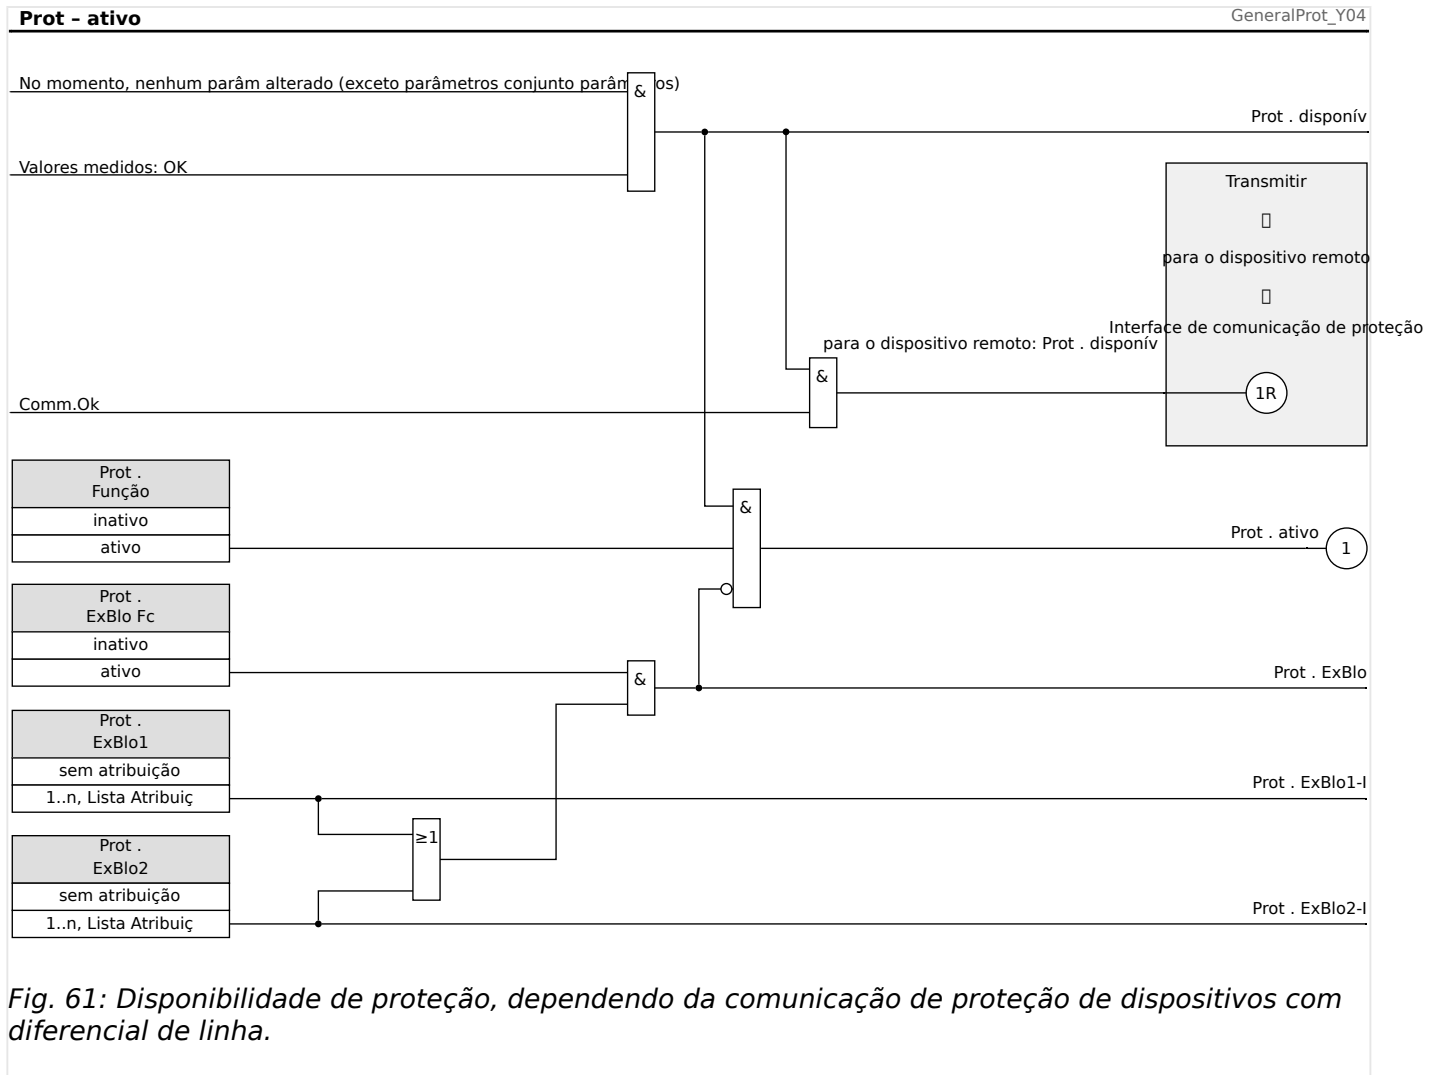 Prot – ativo
GeneralProt_Y04
No momento, nenhum parâm alterado (exceto parâmetros conjunto parâm os)
&
Prot . disponív
Valores medidos: OK
Transmitir
para o dispositivo remoto
Interface de comunicação de proteção
para o dispositivo remoto: Prot . disponív
&
1R
Comm.Ok
Prot .
Função
inativo
ativo
&
Prot . ativo
1
Prot .
ExBlo Fc
inativo
ativo
&
Prot . ExBlo
Prot .
ExBlo1
sem atribuição
1..n, Lista Atribuiç
Prot . ExBlo1-I
≥1
Prot .
ExBlo2
sem atribuição
1..n, Lista Atribuiç
Prot . ExBlo2-I
Fig. 61: Disponibilidade de proteção, dependendo da comunicação de proteção de dispositivos com
diferencial de linha.